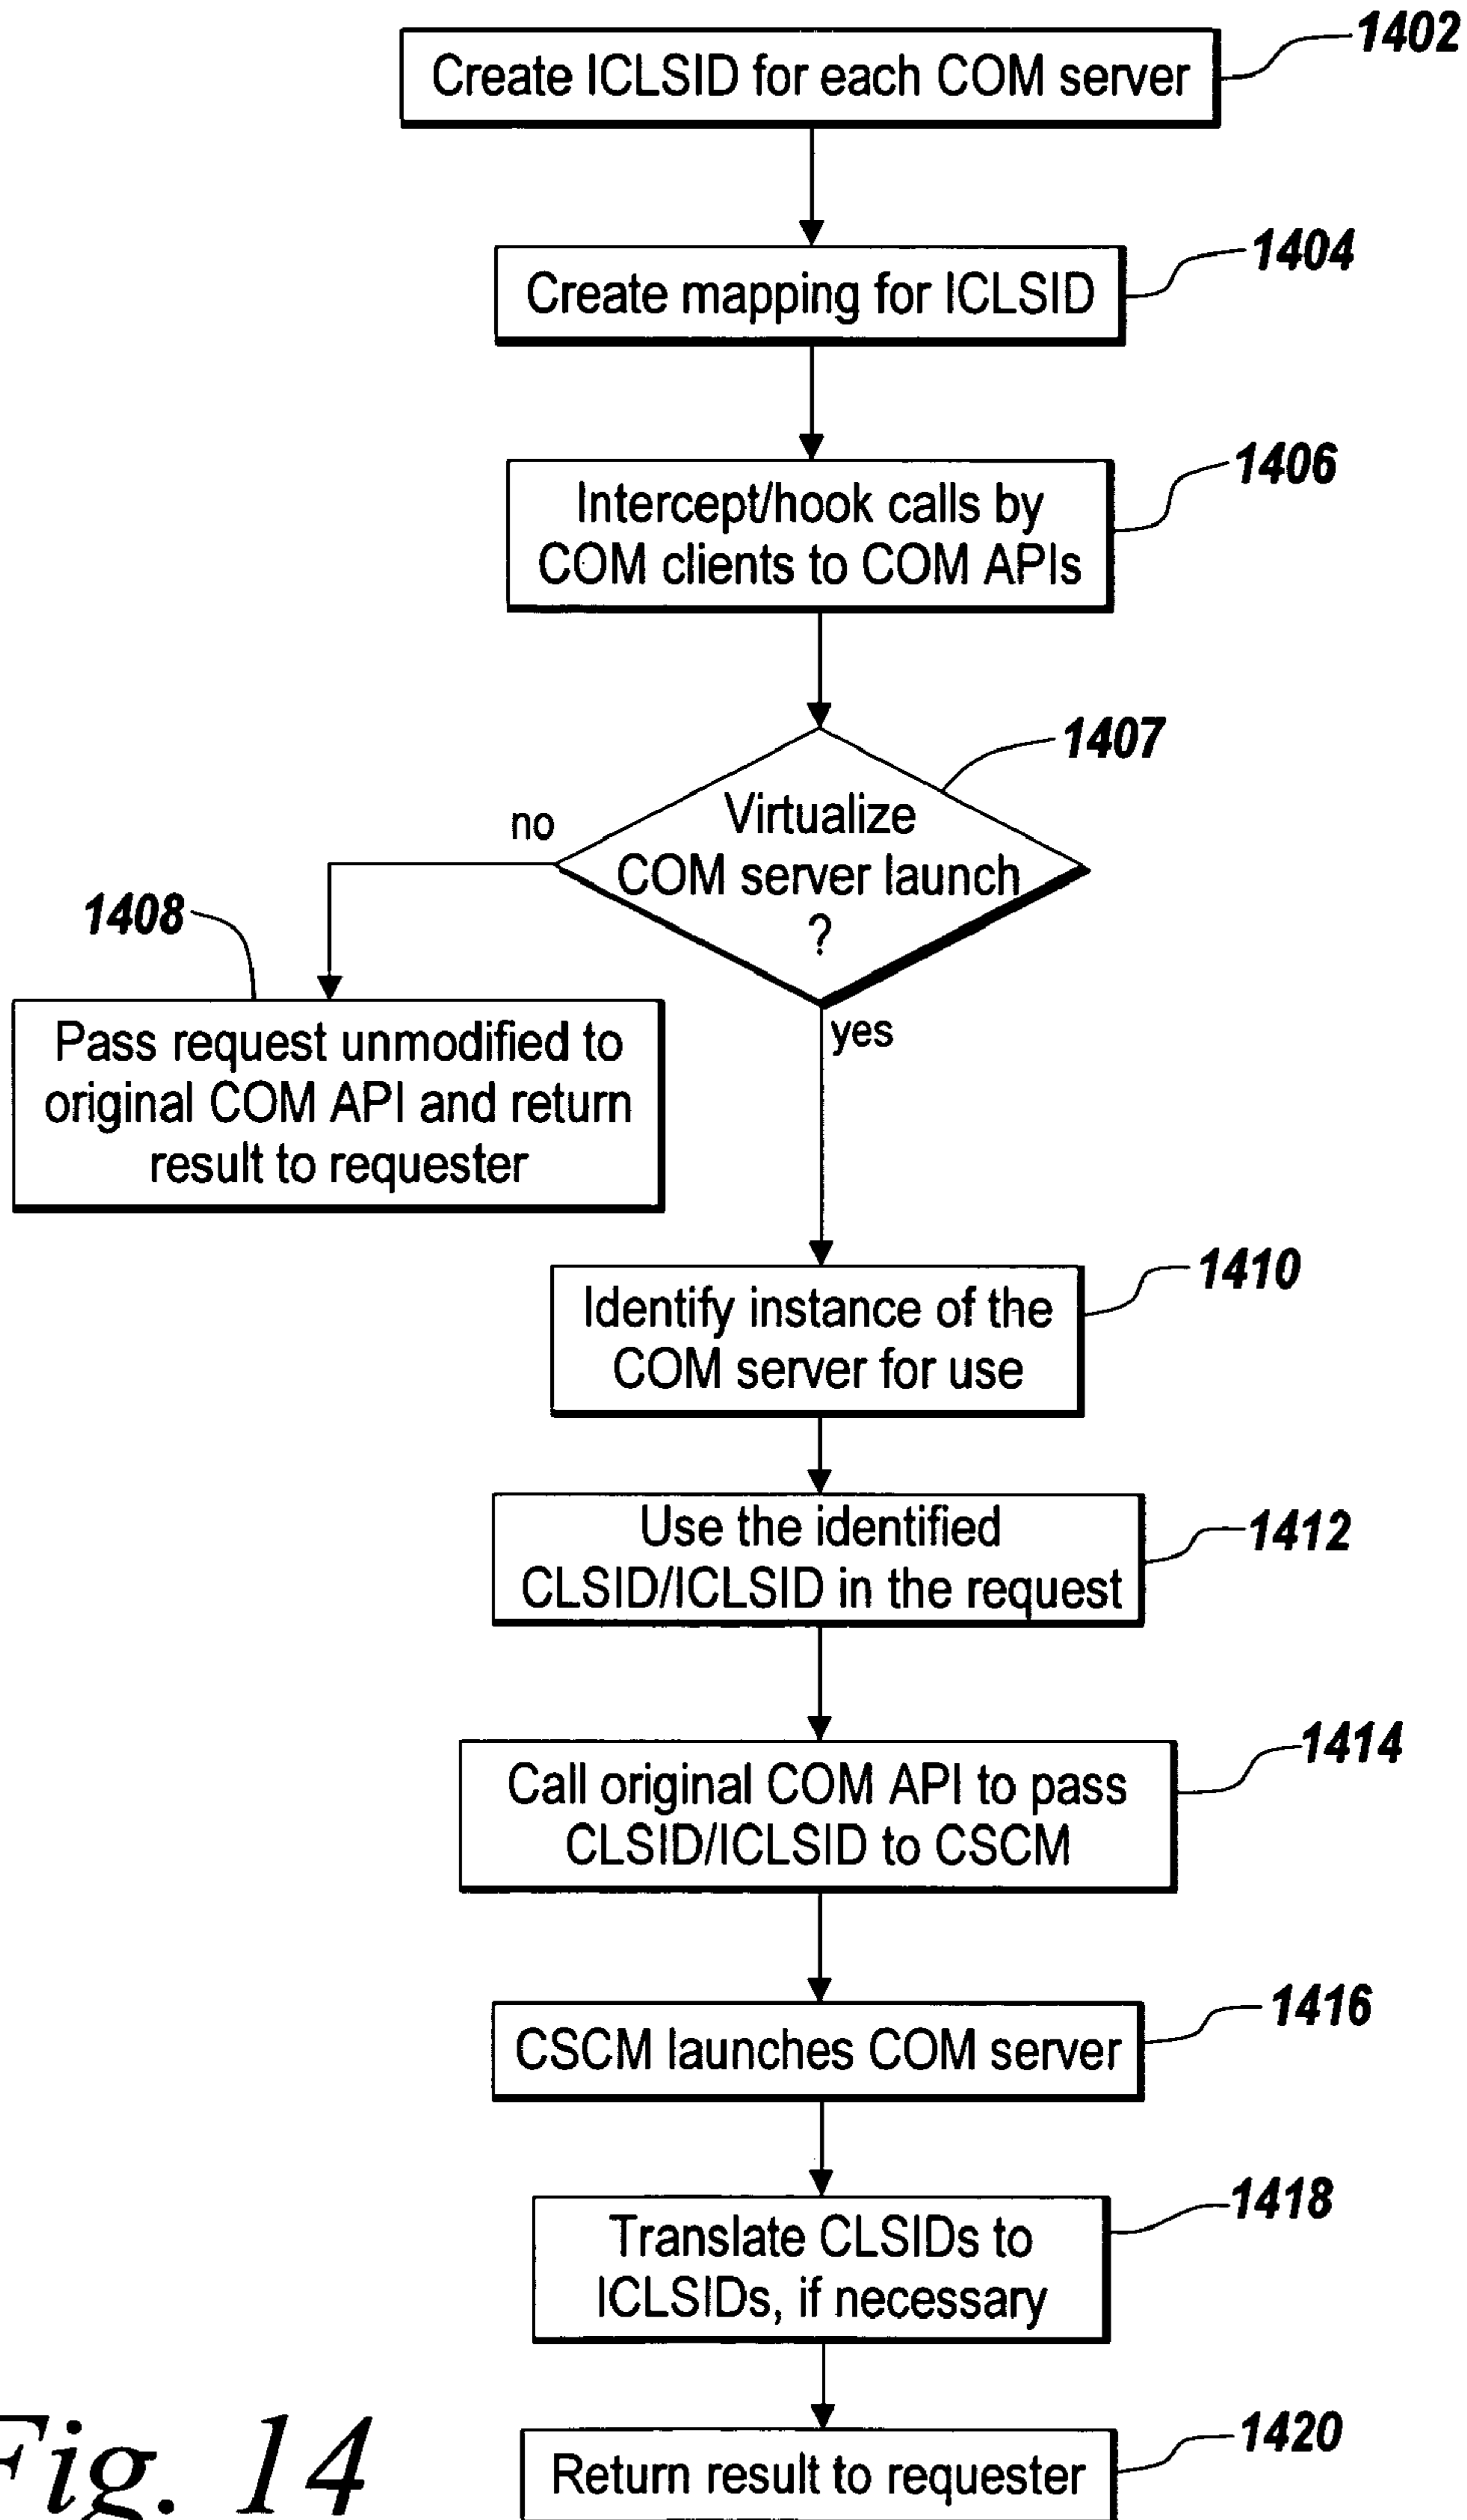 1402
Create ICLSID for each COM server
1404
Create mapping for ICLSID
1406
Intercept/hook calls by
COM clients to COM APIs
1407
Virtualize
COM server launch
?
no
1408
Pass request unmodified to
original COM API and return
result to requester
yes
1410
Identify instance of the
COM server for use
1412
Use the identified
CLSID/ICLSID in the request
1414
Call original COM API to pass
CLSID/ICLSID to CSCM
1416
CSCM launches COM server
1418
Translate CLSIDs to
ICLSIDs, if necessary
1420
Return result to requester
Fig. 14